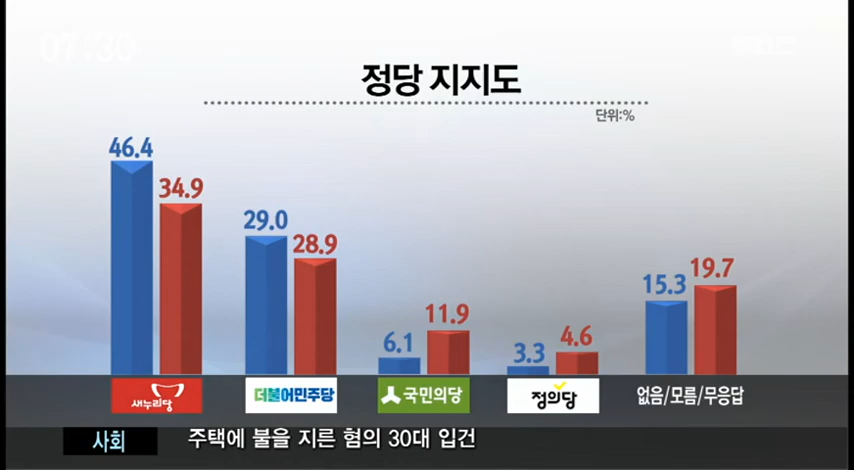 07:30
정당 지지도
단위:%
46.4
34.9
29.0
28.9
6.1
11.9
3.3
4.6
15.3
19.7
새누리당
더불어민주당
국민의당
정의당
없음/모름/무응답
사회
주택에 불을 지른 혐의 30대 입건